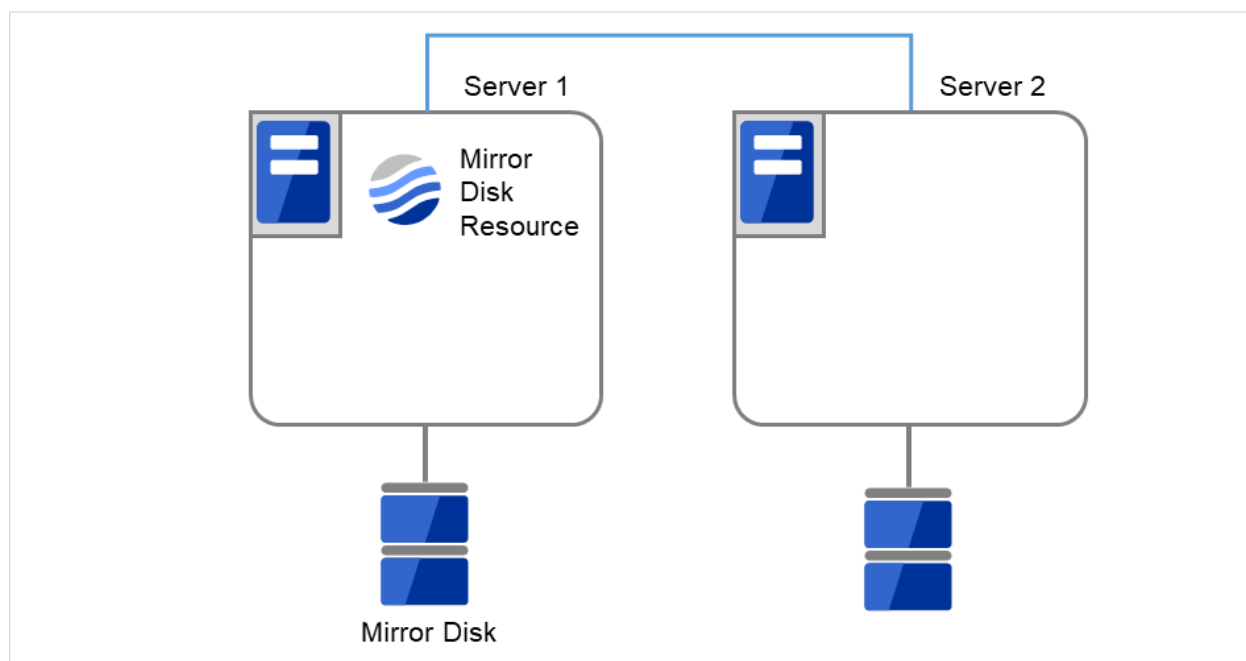 Server 1
Server 2
Mirror
Disk
Resource
Mirror Disk